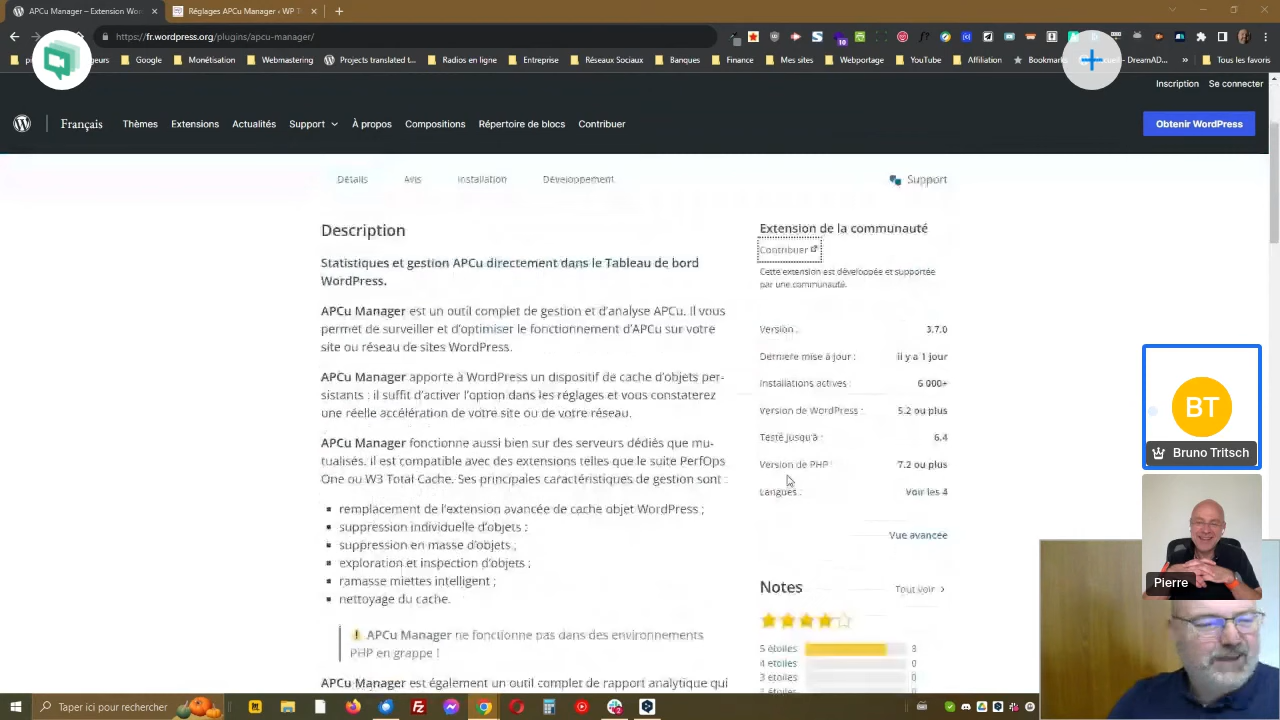 APCu Manager – Extension Wor
Réglages APCu Manager ‹ WP T
https://fr.wordpress.org/plugins/apcu-manager/
Google
Monétisation
Webmastering
Projects translated t...
Radios en ligne
Entreprise
Réseaux Sociaux
Banques
Finance
Mes sites
Webportage
YouTube
Affiliation
Bookmark
- DreamAD...
Tous les favoris
Inscription
Se connecter
Français
Thèmes
Extensions
Actualités
Support
À propos
Compositions
Répertoire de blocs
Contribuer
Obtenir WordPress
Détails
Avis
Installation
Développement
Support
Description
Statistiques et gestion APCu directement dans le Tableau de bord
WordPress.
APCu Manager est un outil complet de gestion et d'analyse APCu. Il vous
permet de surveiller et d'optimiser le fonctionnement d'APCu sur votre
site ou réseau de sites WordPress.
APCu Manager apporte à WordPress un dispositif de cache d'objets per-
sistants : il suffit d'activer l'option dans les réglages et vous constaterez
une réelle accélération de votre site ou de votre réseau.
APCu Manager fonctionne aussi bien sur des serveurs dédiés que mu-
tualisés. il est compatible avec des extensions telles que le suite PerfOps
One ou W3 Total Cache. Ses principales caractéristiques de gestion sont :
remplacement de l'extension avancée de cache objet WordPress ;
suppression individuelle d'objets ;
suppression en masse d'objets ;
exploration et inspection d'objets ;
ramasse miettes intelligent ;
nettoyage du cache.
APCu Manager ne fonctionne pas dans des environnements
PHP en grappe !
APCu Manager est également un outil complet de rapport analytique qui
Extension de la communauté
Contribuer
Cette extension est développée et supportée
par une communauté.
Version : 3.7.0
Dernière mise à jour : il y a 1 jour
Installations actives : 6 000+
Version de WordPress : 5.2 ou plus
Testé jusqu'à : 6.4
Version de PHP : 7.2 ou plus
Langues : Voir les 4
Vue avancée
Notes
Tout voir
5 étoiles
4 étoiles 0
3 étoiles 0
BT
Bruno Tritsch
Pierre
Taper ici pour rechercher